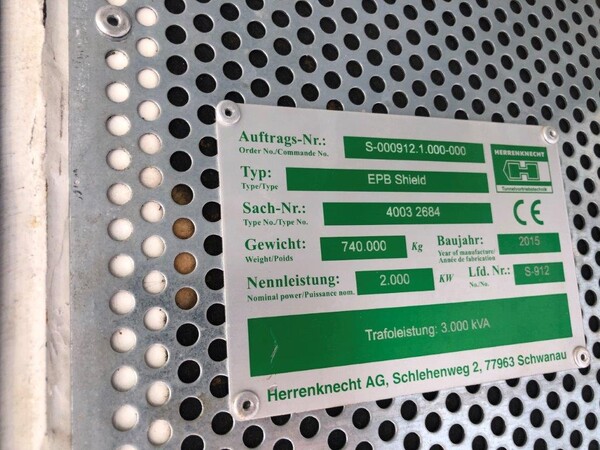 Auftrags-Nr.: S-000912.1.000-000
Order No./Commande No.
HERRENKNECHT
H
Tunnelvortriebstechnik
Typ: EPB Shield
Type/Type
Sach-Nr.: 4003 2684
Type No./Type No.
CE
Gewicht: 740.000 Kg
Weight/Poids
Baujahr: 2015
Year of manufacture/
Année de fabrication
Nennleistung: 2.000 KW
Nominal power/Puissance nom.
Lfd. Nr.: S-912
No./No.
Trafoleistung: 3.000 kVA
Herrenknecht AG, Schlehenweg 2, 77963 Schwanau